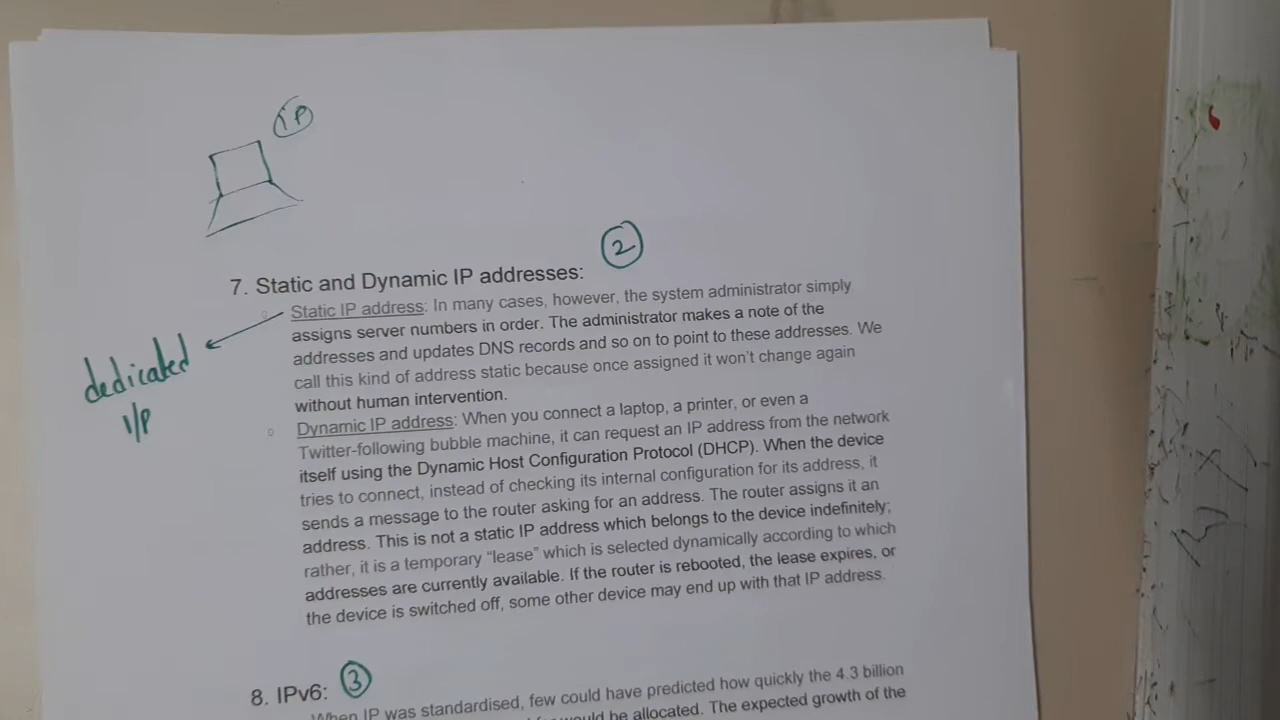 IP
2
7. Static and Dynamic IP addresses:
Static IP address: In many cases, however, the system administrator simply
assigns server numbers in order. The administrator makes a note of the
addresses and updates DNS records and so on to point to these addresses. We
call this kind of address static because once assigned it won't change again
without human intervention.
dedicated
I/P
Dynamic IP address: When you connect a laptop, a printer, or even a
Twitter-following bubble machine, it can request an IP address from the network
itself using the Dynamic Host Configuration Protocol (DHCP). When the device
tries to connect, instead of checking its internal configuration for its address, it
sends a message to the router asking for an address. The router assigns it an
address. This is not a static IP address which belongs to the device indefinitely;
rather, it is a temporary “lease” which is selected dynamically according to which
addresses are currently available. If the router is rebooted, the lease expires, or
the device is switched off, some other device may end up with that IP address.
8. IPv6: 3
When IP was standardised, few could have predicted how quickly the 4.3 billion
would be allocated. The expected growth of the